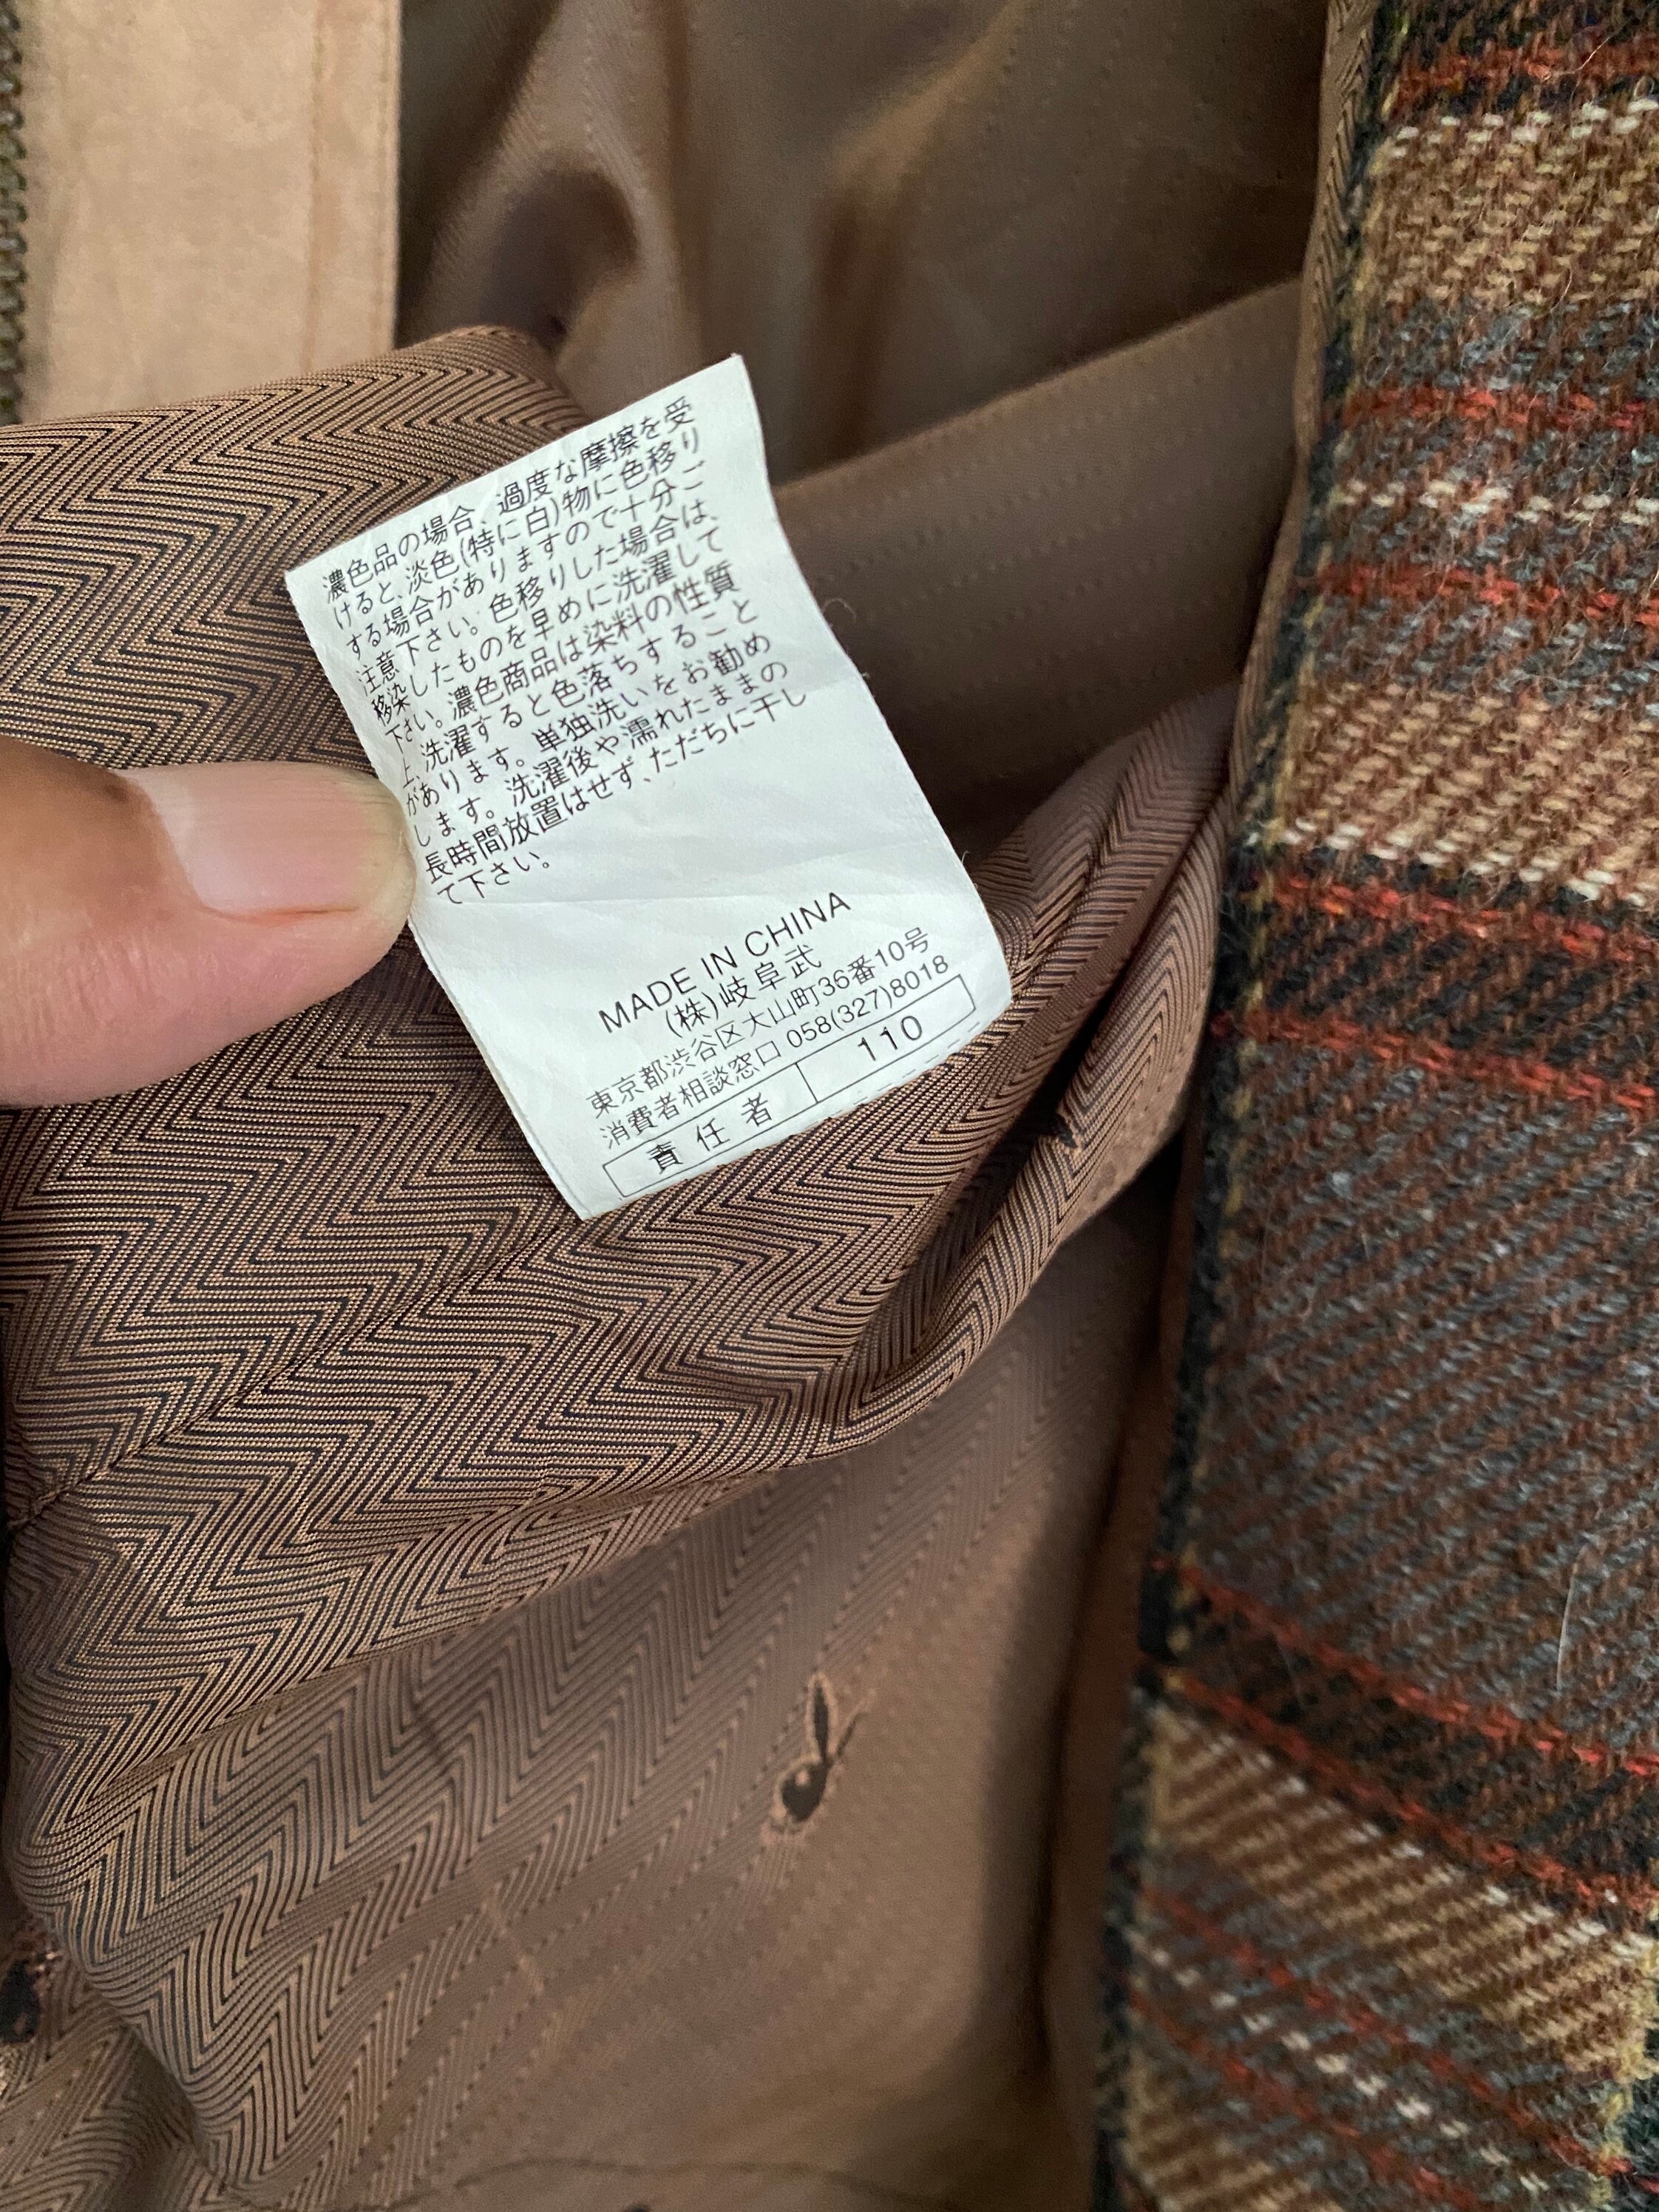 濃色品の場合、過度な摩擦を受
けると、淡色(特に白)物に色移り
する場合がありますので十分ご
注意下さい。色移りした場合は、
移染したものを早めに洗濯して
下さい。濃色商品は染料の性質
上、洗濯すると色落ちすること
があります。単独洗いをお勧め
します。洗濯後や濡れたままの
長時間放置はせず、ただちに干し
て下さい。
MADE IN CHINA
(株)岐阜武
東京都渋谷区大山町36番10号
消費者相談窓口 058(327)8018
責任者 110